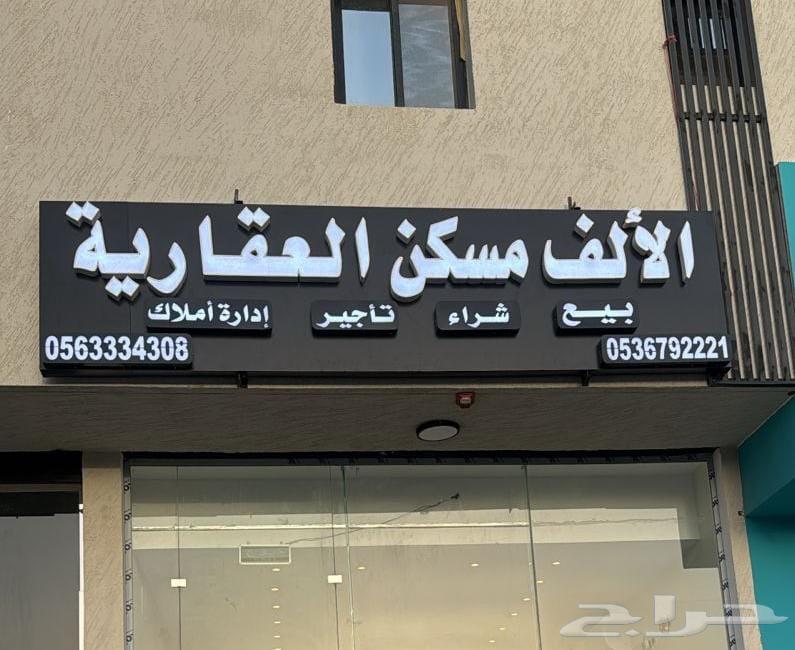 الألف مسكن العقارية
بيع شراء تأجير إدارة أملاك
0536792221 0563334308
حراج